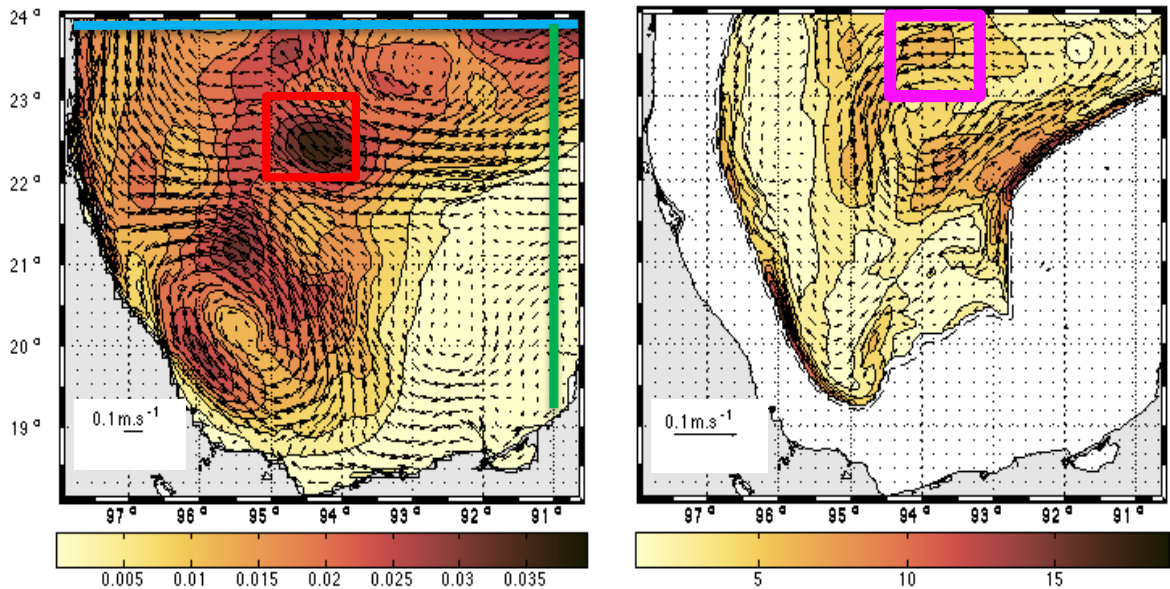 24 º
23 º
22 º
21 º
20 º
19 º
0.1 m.s⁻¹
97 º 96 º 95 º 94 º 93 º 92 º 91 º
0.005 0.01 0.015 0.02 0.025 0.03 0.035
0.1 m.s⁻¹
97 º 96 º 95 º 94 º 93 º 92 º 91 º
5 10 15